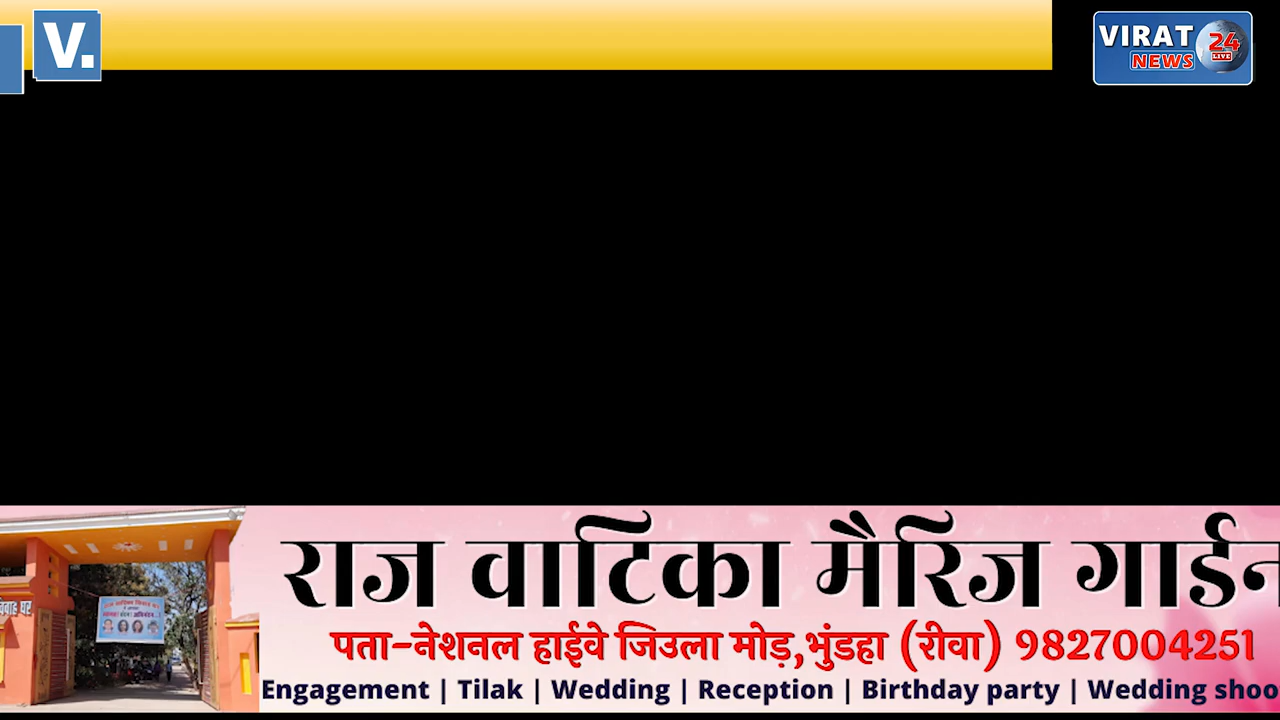 V.
VIRAT
NEWS
24
LIVE
राज वाटिका मैरिज गार्डन
पता-नेशनल हाईवे जिउला मोड़,भुंडहा (रीवा) 9827004251
Engagement | Tilak | Wedding | Reception | Birthday party | Wedding shoo